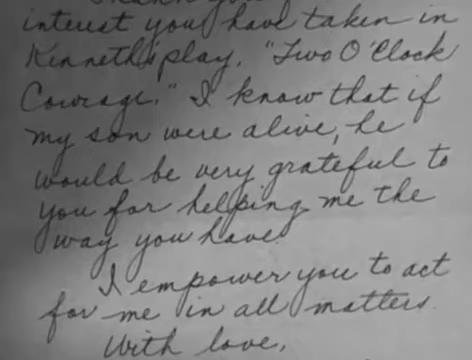 interest you have taken in
Kenneth's play, "Two O'Clock
Courage." I know that if
my son were alive, he
would be very grateful to
you for helping me the
way you have.
I empower you to act
for me in all matters.
With love,